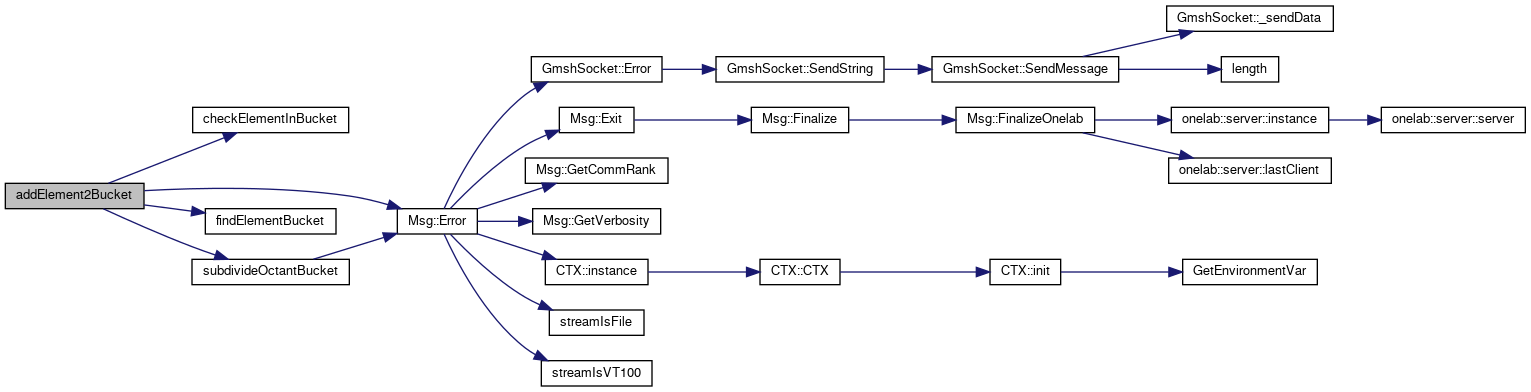 addElement2Bucket
checkElementInBucket
findElementBucket
subdivideOctantBucket
Msg::Error
GmshSocket::Error
GmshSocket::SendString
GmshSocket::SendMessage
GmshSocket::_sendData
length
Msg::Exit
Msg::Finalize
Msg::FinalizeOnelab
onelab::server::instance
onelab::server::server
onelab::server::lastClient
Msg::GetCommRank
Msg::GetVerbosity
CTX::instance
CTX::CTX
CTX::init
GetEnvironmentVar
streamIsFile
streamIsVT100